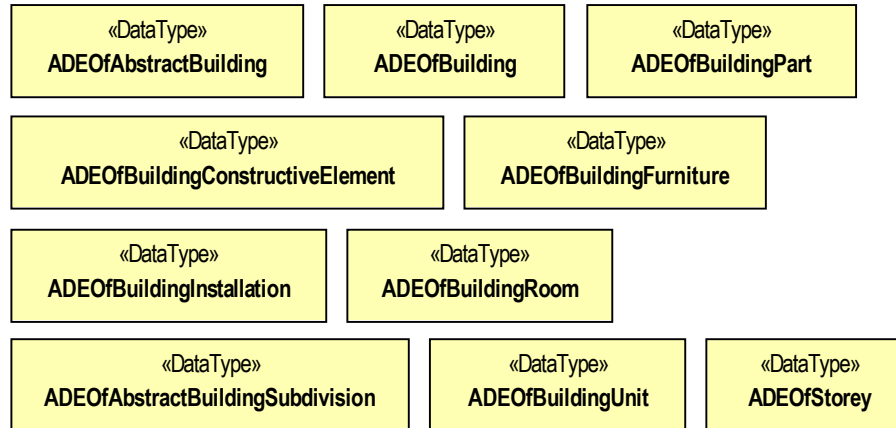 «DataType» «DataType» «DataType»
ADEOfAbstractBuilding ADEOfBuilding ADEOfBuildingPart
«DataType» «DataType»
ADEOfBuildingConstructiveElement ADEOfBuildingFurniture
«DataType» «DataType»
ADEOfBuildingInstallation ADEOfBuildingRoom
«DataType» «DataType» «DataType»
ADEOfAbstractBuildingSubdivision ADEOfBuildingUnit ADEOfStorey